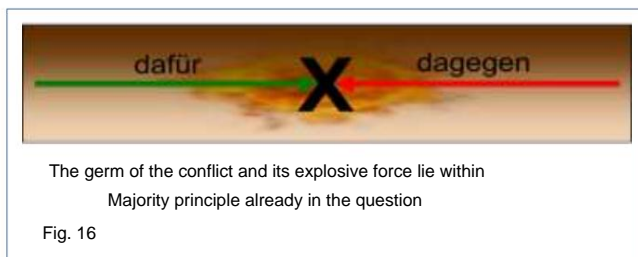 dafür X dagegen
The germ of the conflict and its explosive force lie within
Majority principle already in the question
Fig. 16